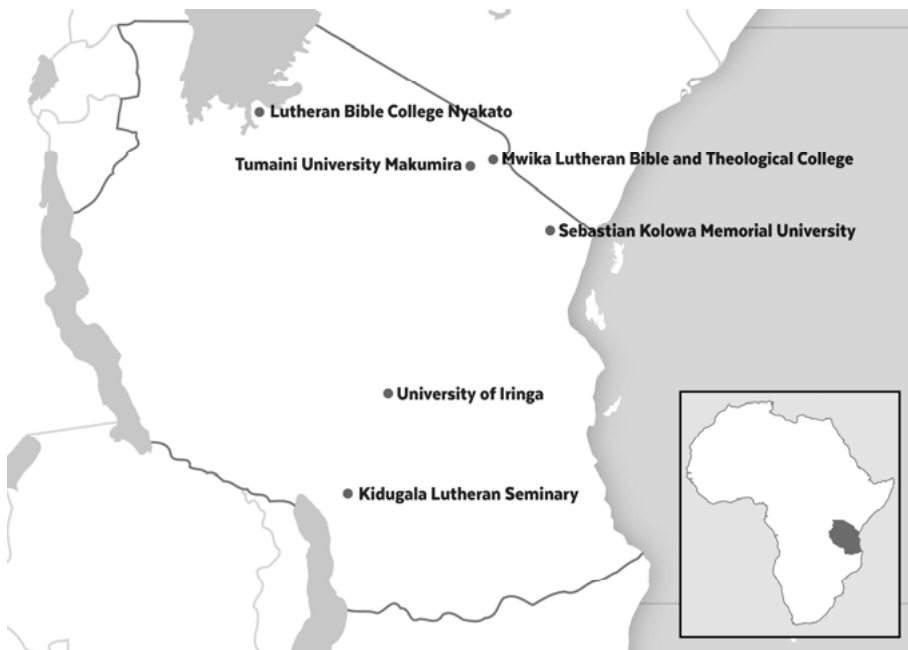 Lutheran Bible College Nyakato
Mwika Lutheran Bible and Theological College
Tumaini University Makumira
Sebastian Kolowa Memorial University
University of Iringa
Kidugala Lutheran Seminary